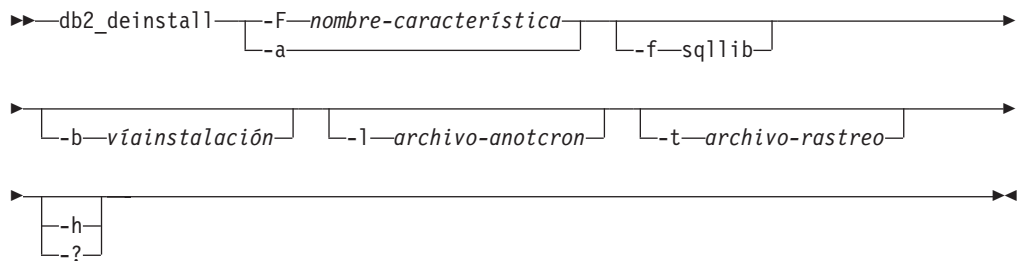 db2_deinstall -F nombre-característica
-a -f sqllib
-b víainstalación -l archivo-anotcron -t archivo-rastreo
-h
-?